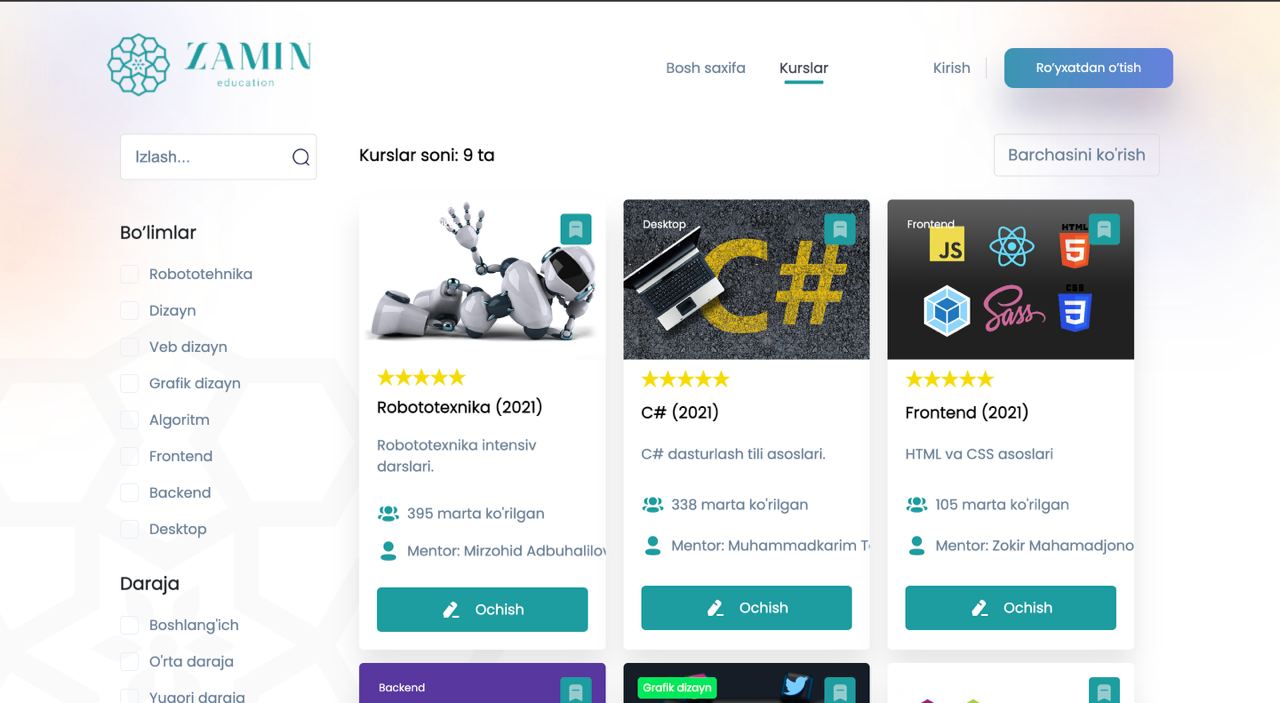 ZAMIN
education
Bosh saxifa
Kurslar
Kirish
Ro’yxatdan o’tish
Izlash...
Kurslar soni: 9 ta
Barchasini ko'rish
Bo’limlar
Robototehnika
Dizayn
Veb dizayn
Grafik dizayn
Algoritm
Frontend
Backend
Desktop
Daraja
Boshlang'ich
O'rta daraja
Yuqori daraja
Robototexnika (2021)
Robototexnika intensiv
darslari.
395 marta ko'rilgan
Mentor: Mirzohid Adbuhalilov
Ochish
Desktop
C#
C# (2021)
C# dasturlash tili asoslari.
338 marta ko'rilgan
Mentor: Muhammadkarim T
Ochish
Frontend
JS
HTML
5
Sass
CSS
3
Frontend (2021)
HTML va CSS asoslari
105 marta ko'rilgan
Mentor: Zokir Mahamadjono
Ochish
Backend
Grafik dizayn